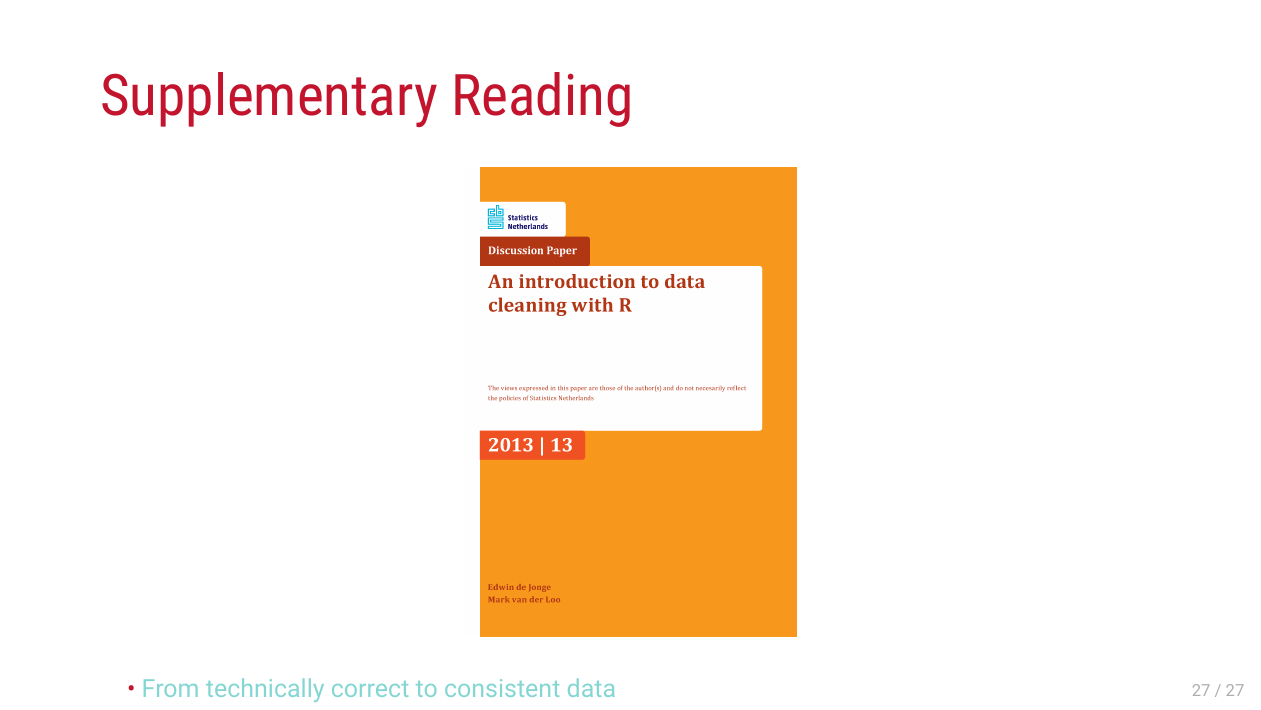 Supplementary Reading
Statistics
Netherlands
Discussion Paper
An introduction to data
cleaning with R
The views expressed in this paper are those of the author(s) and do not necesarily reflect
the policies of Statistics Netherlands
2013 | 13
Edwin de Jonge
Mark van der Loo
• From technically correct to consistent data
27 / 27